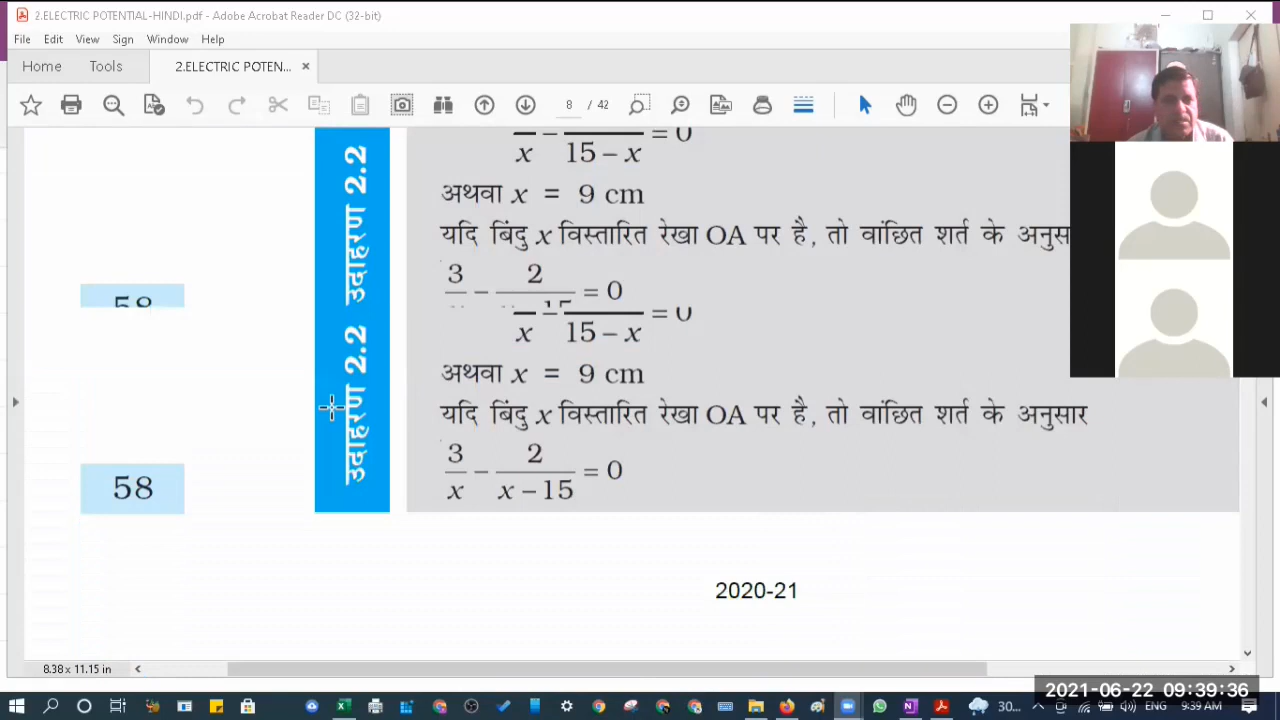 2.ELECTRIC POTENTIAL-HINDI.pdf - Adobe Acrobat Reader DC (32-bit)
File Edit View Sign Window Help
Home Tools 2.ELECTRIC POTEN... ×
8 / 42
x − 15 – x = 0
अथवा x = 9 cm
यदि बिंदु x विस्तारित रेखा OA पर है, तो वांछित शर्त के अनुस
3 − 2 = 0
x − 15 – x = 0
अथवा x = 9 cm
यदि बिंदु x विस्तारित रेखा OA पर है, तो वांछित शर्त के अनुसार
3/x − 2/(x – 15) = 0
उदाहरण 2.2
उदाहरण 2.2
58
58
2020-21
8.38 x 11.15 in
2021-06-22 09:39:36
30... ENG 9:39 AM